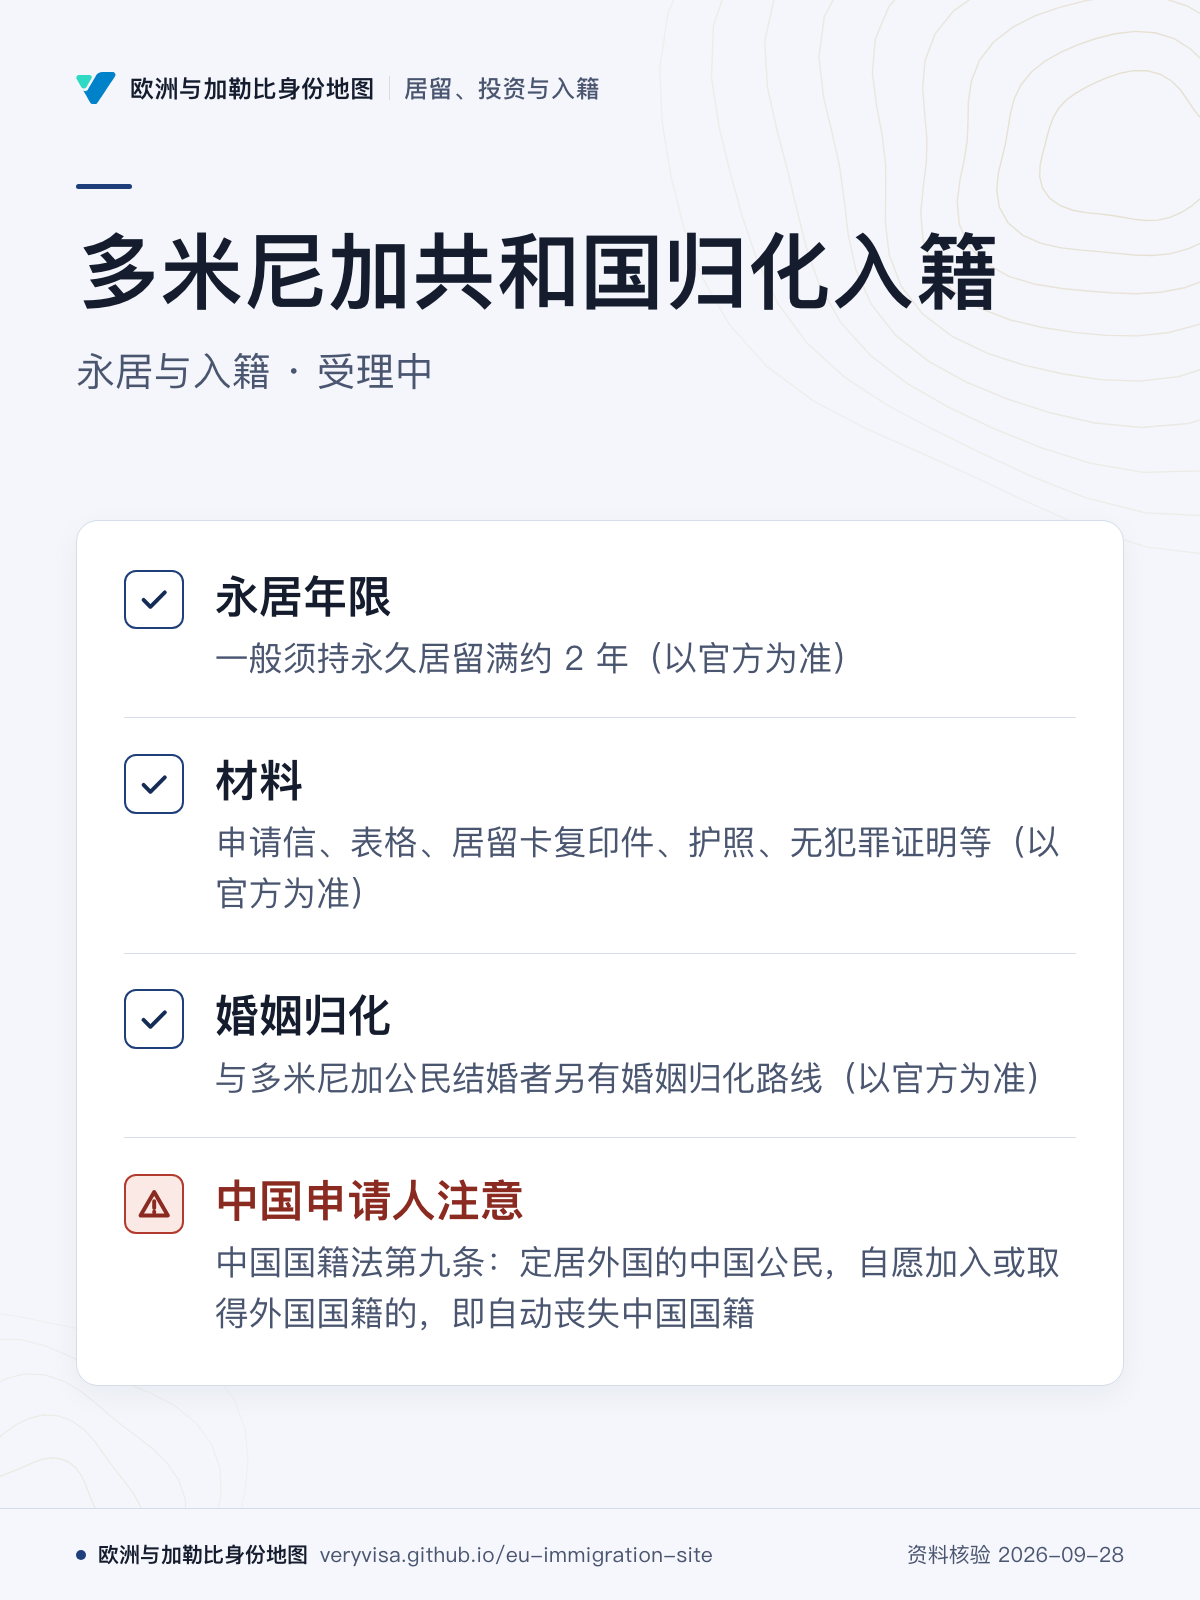 欧洲与加勒比身份地图 居留、投资与入籍
多米尼加共和国归化入籍
永居与入籍 · 受理中
永居年限
一般须持永久居留满约 2 年（以官方为准）
材料
申请信、表格、居留卡复印件、护照、无犯罪证明等（以
官方为准）
婚姻归化
与多米尼加公民结婚者另有婚姻归化路线（以官方为准）
中国申请人注意
中国国籍法第九条：定居外国的中国公民，自愿加入或取
得外国国籍的，即自动丧失中国国籍
欧洲与加勒比身份地图 veryvisa.github.io/eu-immigration-site 资料核验 2026-09-28